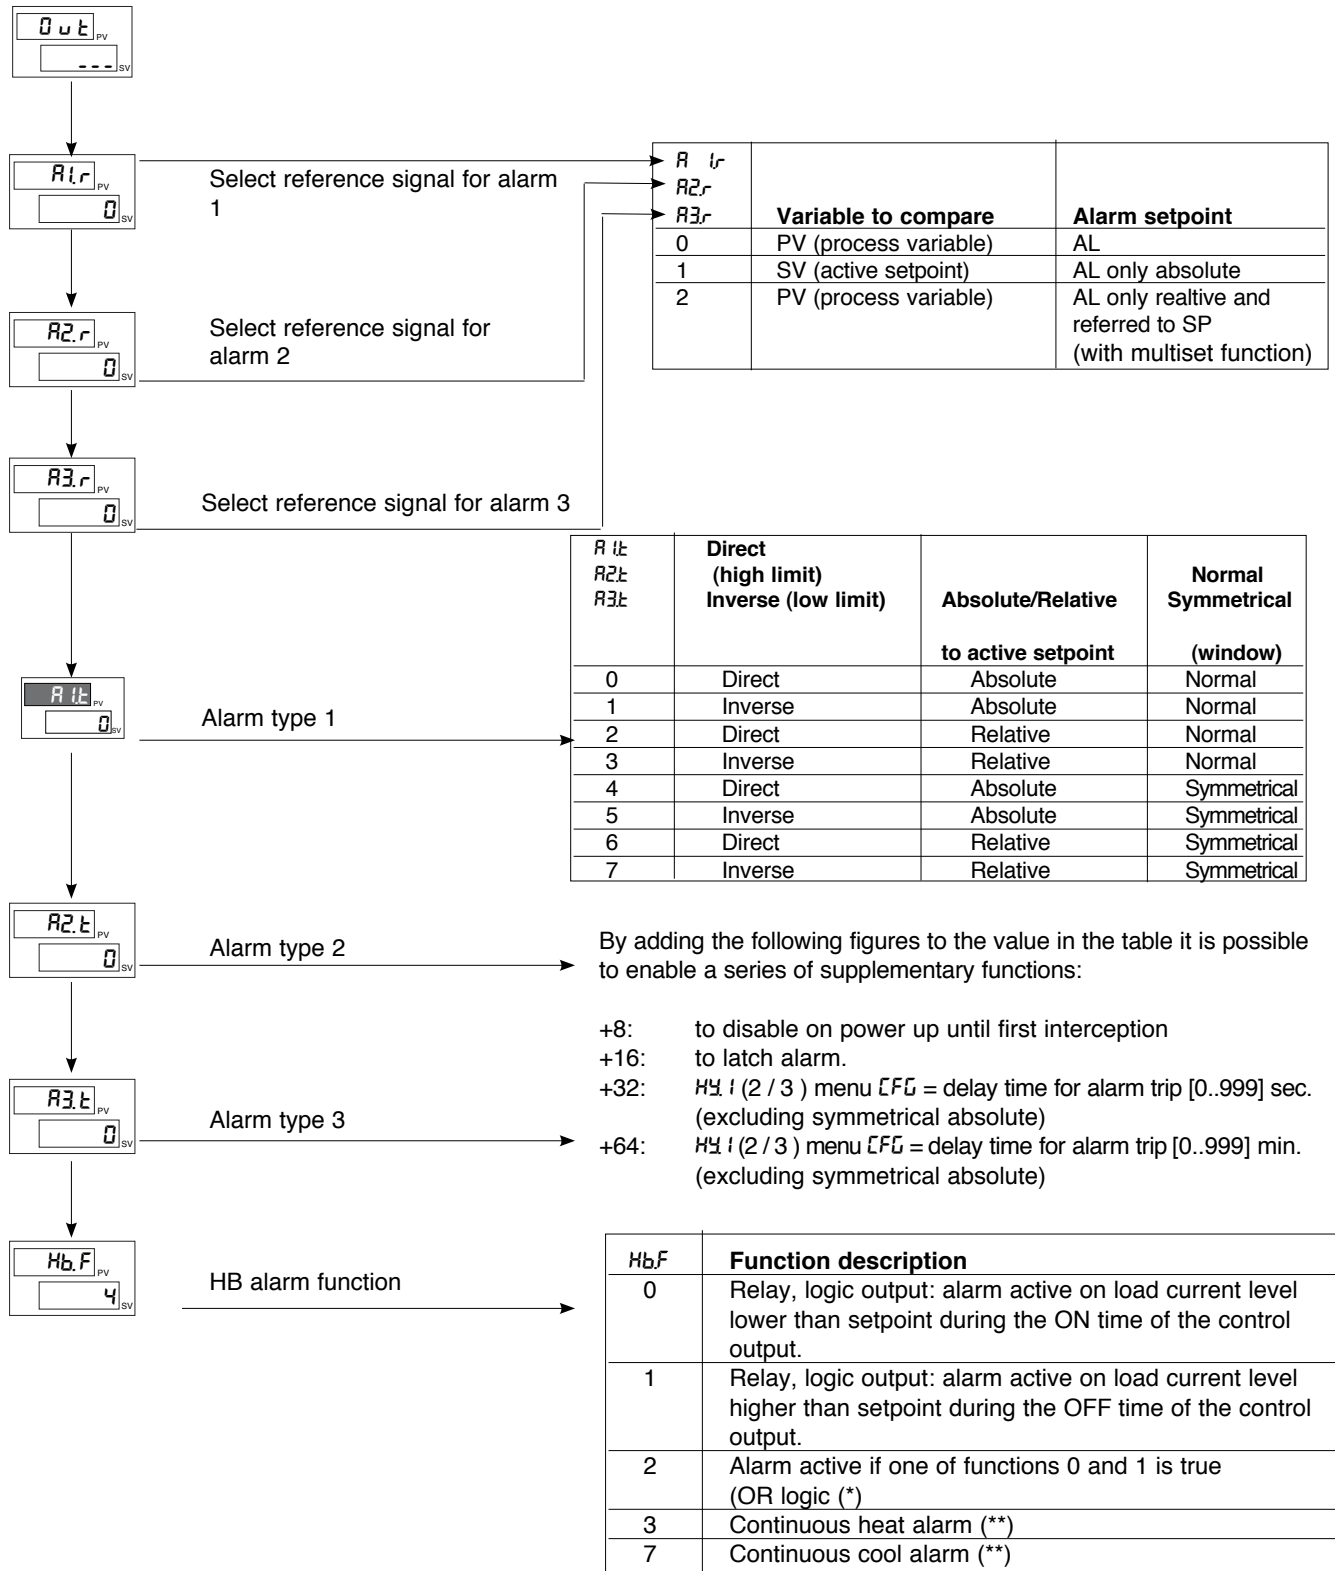 Out PV
--- SV
A1.r PV
0 SV
Select reference signal for alarm
1
A2.r PV
0 SV
Select reference signal for
alarm 2
A3.r PV
0 SV
Select reference signal for alarm 3
A1.r
A2.r
A3.r Variable to compare Alarm setpoint
0 PV (process variable) AL
1 SV (active setpoint) AL only absolute
2 PV (process variable) AL only realtive and
referred to SP
(with multiset function)
A1.t PV
0 SV
Alarm type 1
A1.t Direct
A2.t (high limit) Normal
A3.t Inverse (low limit) Absolute/Relative Symmetrical
to active setpoint (window)
0 Direct Absolute Normal
1 Inverse Absolute Normal
2 Direct Relative Normal
3 Inverse Relative Normal
4 Direct Absolute Symmetrical
5 Inverse Absolute Symmetrical
6 Direct Relative Symmetrical
7 Inverse Relative Symmetrical
A2.t PV
0 SV
Alarm type 2
A3.t PV
0 SV
Alarm type 3
By adding the following figures to the value in the table it is possible
to enable a series of supplementary functions:
+8: to disable on power up until first interception
+16: to latch alarm.
+32: HY.1 (2 / 3 ) menu CFG = delay time for alarm trip [0..999] sec.
(excluding symmetrical absolute)
+64: HY.1 (2 / 3 ) menu CFG = delay time for alarm trip [0..999] min.
(excluding symmetrical absolute)
Hb.F PV
4 SV
HB alarm function
Hb.F Function description
0 Relay, logic output: alarm active on load current level
lower than setpoint during the ON time of the control
output.
1 Relay, logic output: alarm active on load current level
higher than setpoint during the OFF time of the control
output.
2 Alarm active if one of functions 0 and 1 is true
(OR logic (*)
3 Continuous heat alarm (**)
7 Continuous cool alarm (**)